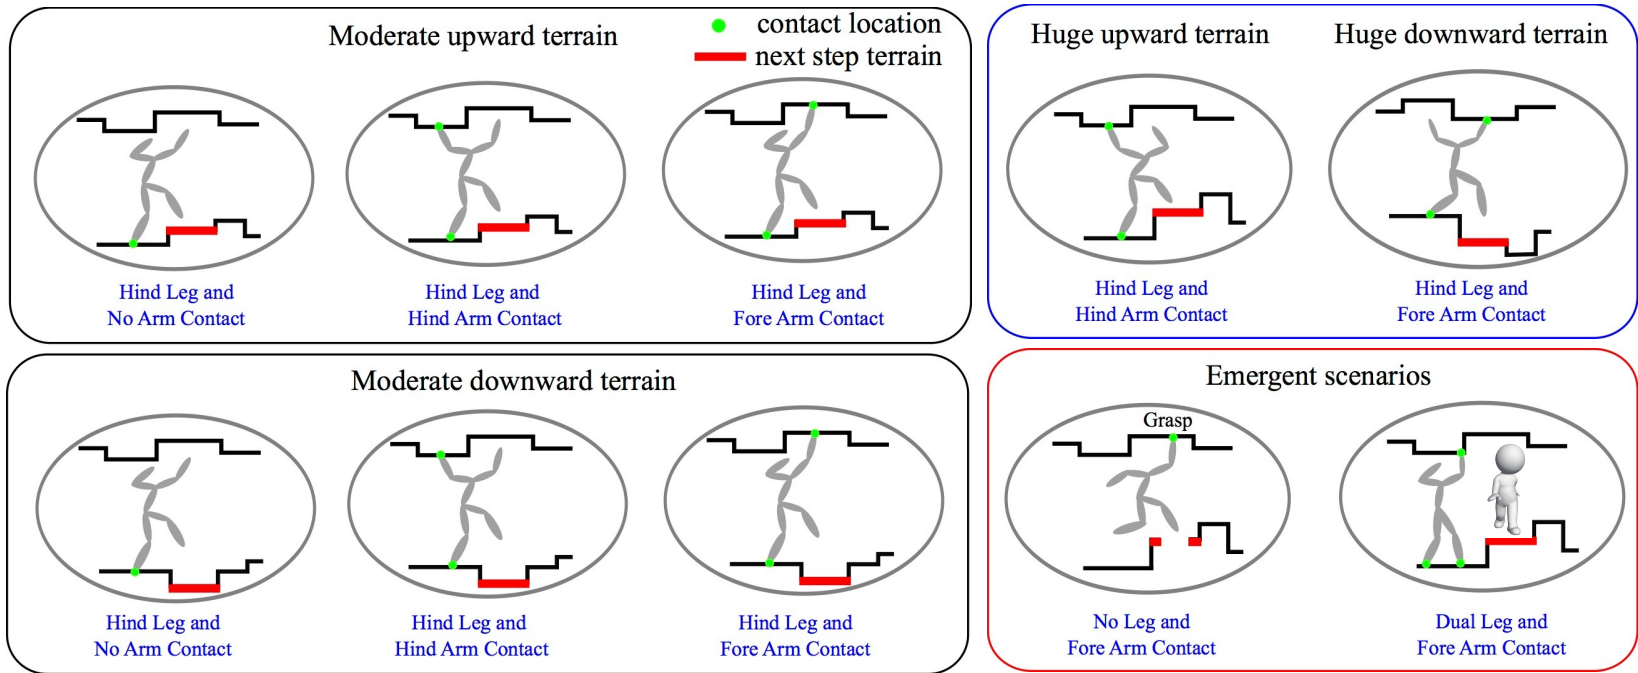 Moderate upward terrain
contact location
next step terrain
Hind Leg and
No Arm Contact
Hind Leg and
Hind Arm Contact
Hind Leg and
Fore Arm Contact
Huge upward terrain
Huge downward terrain
Hind Leg and
Hind Arm Contact
Hind Leg and
Fore Arm Contact
Moderate downward terrain
Hind Leg and
No Arm Contact
Hind Leg and
Hind Arm Contact
Hind Leg and
Fore Arm Contact
Emergent scenarios
Grasp
No Leg and
Fore Arm Contact
Dual Leg and
Fore Arm Contact